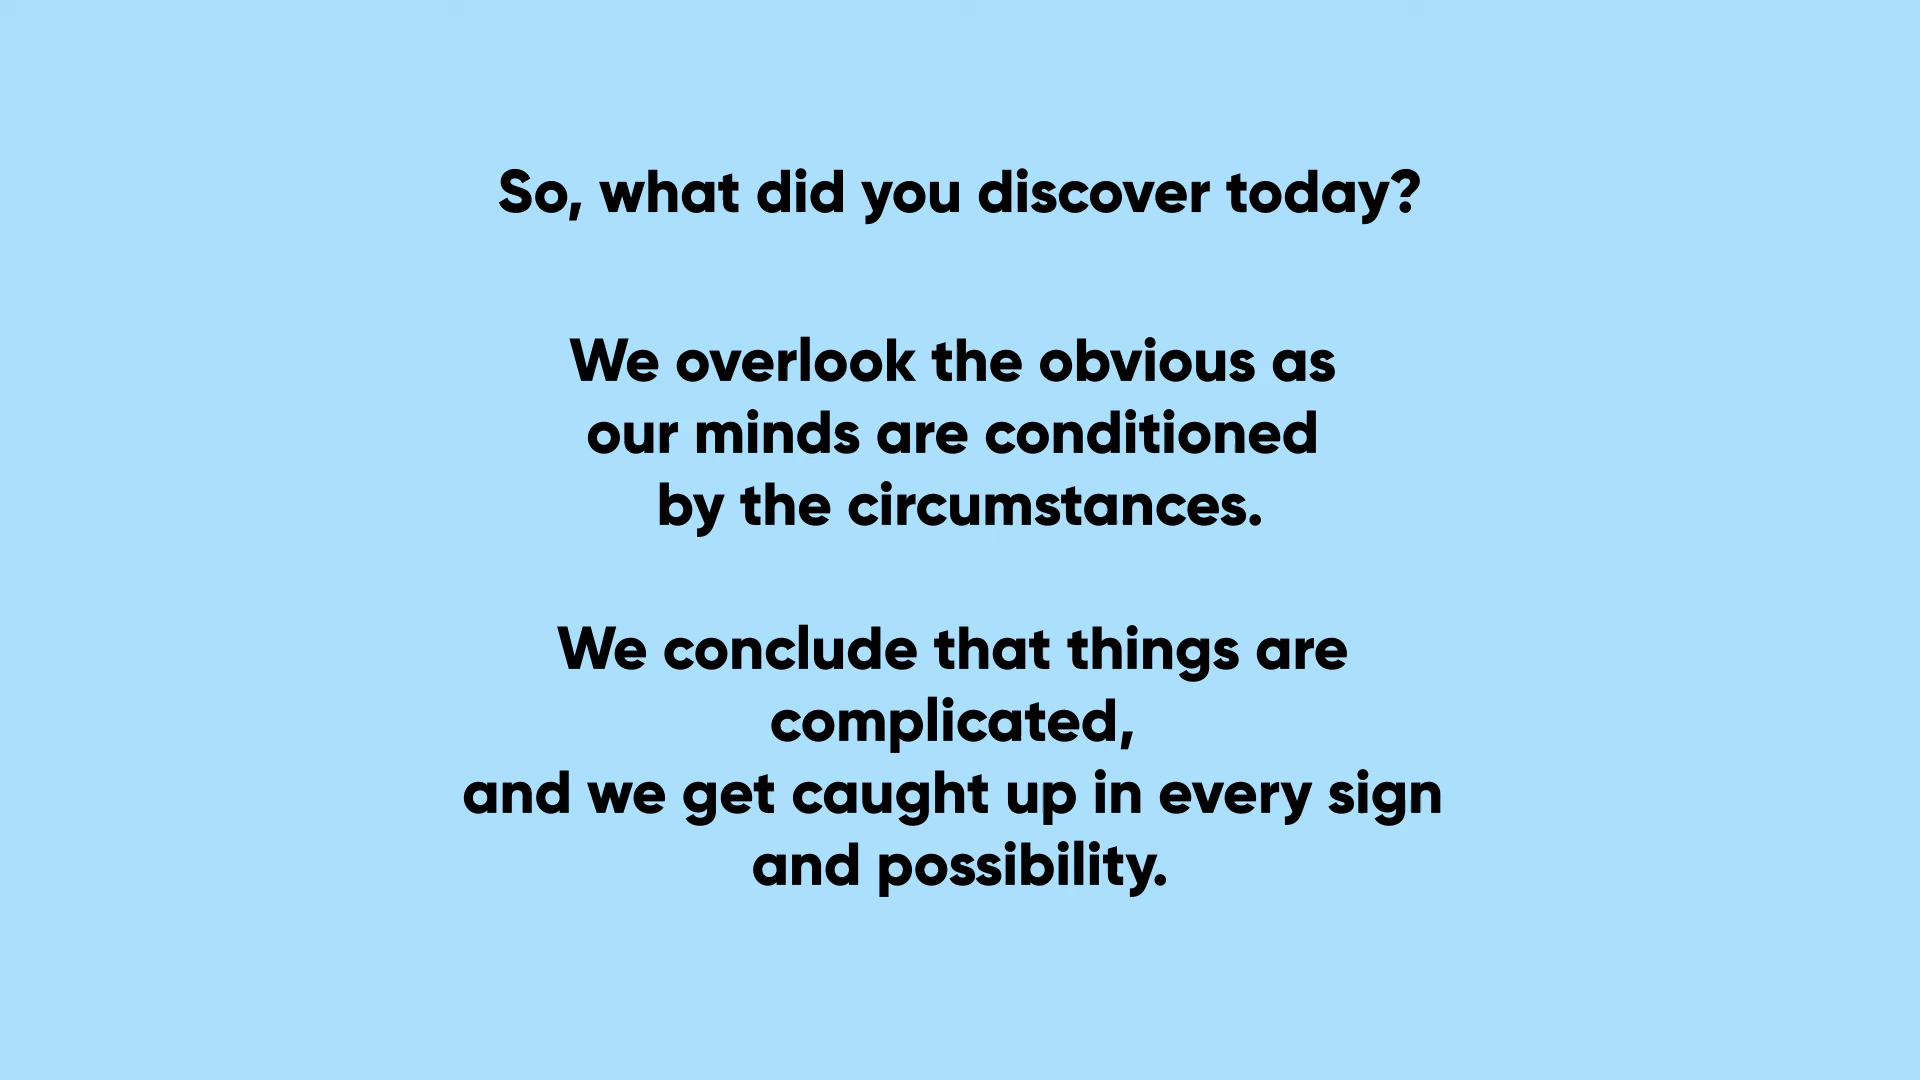 So, what did you discover today?
We overlook the obvious as
our minds are conditioned
by the circumstances.
We conclude that things are
complicated,
and we get caught up in every sign
and possibility.